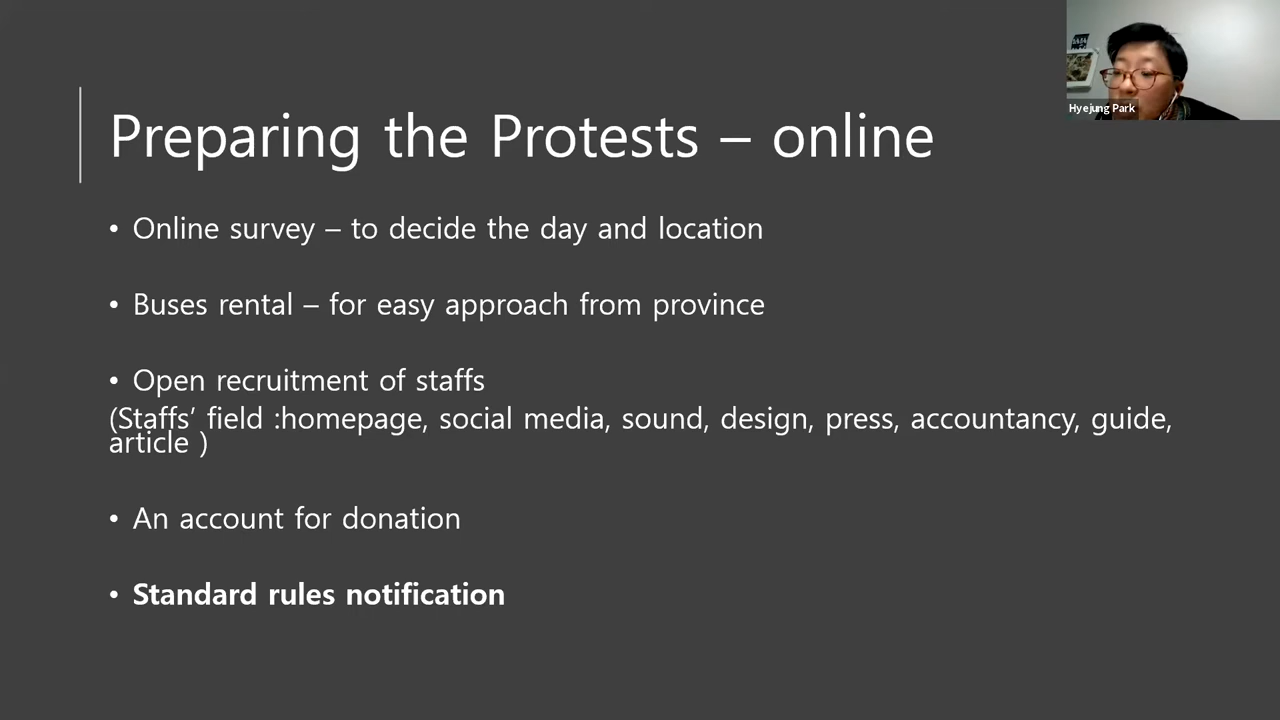 Hyejung Park
Preparing the Protests – online
• Online survey – to decide the day and location
• Buses rental – for easy approach from province
• Open recruitment of staffs
(Staffs’ field :homepage, social media, sound, design, press, accountancy, guide,
article )
• An account for donation
• Standard rules notification